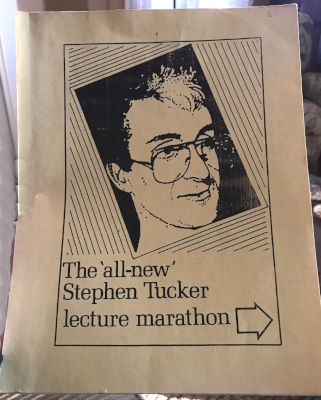 The 'all-new'
Stephen Tucker
lecture marathon